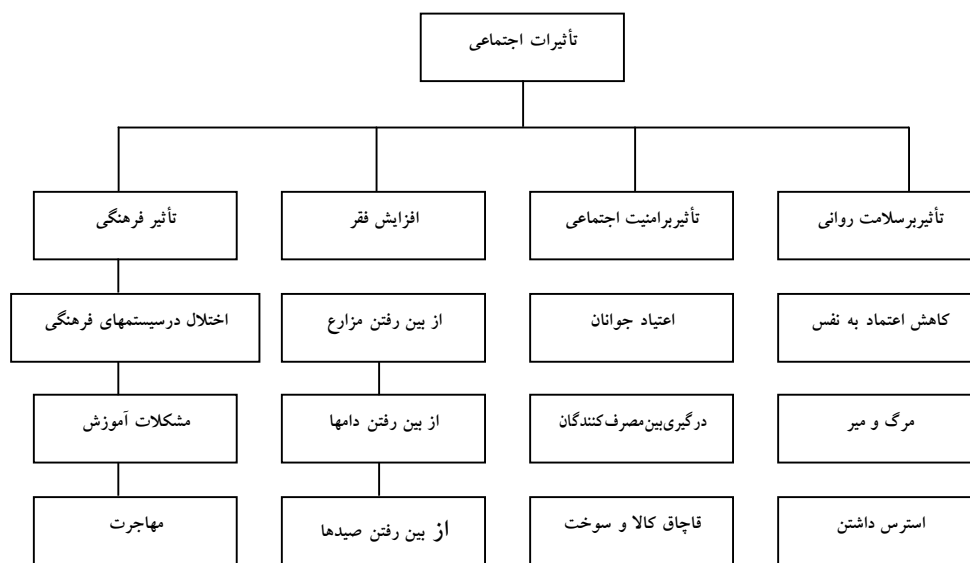 تأثیرات اجتماعی
تأثیربرسلامت روانی
تأثیربرامنیت اجتماعی
افزایش فقر
تأثیر فرهنگی
کاهش اعتماد به نفس
اعتیاد جوانان
از بین رفتن مزارع
اختلال درسیستمهای فرهنگی
مرگ و میر
درگیری‌بین‌مصرف‌کنندگان
از بین رفتن دامها
مشکلات آموزش
استرس داشتن
قاچاق کالا و سوخت
از بین رفتن صیدها
مهاجرت